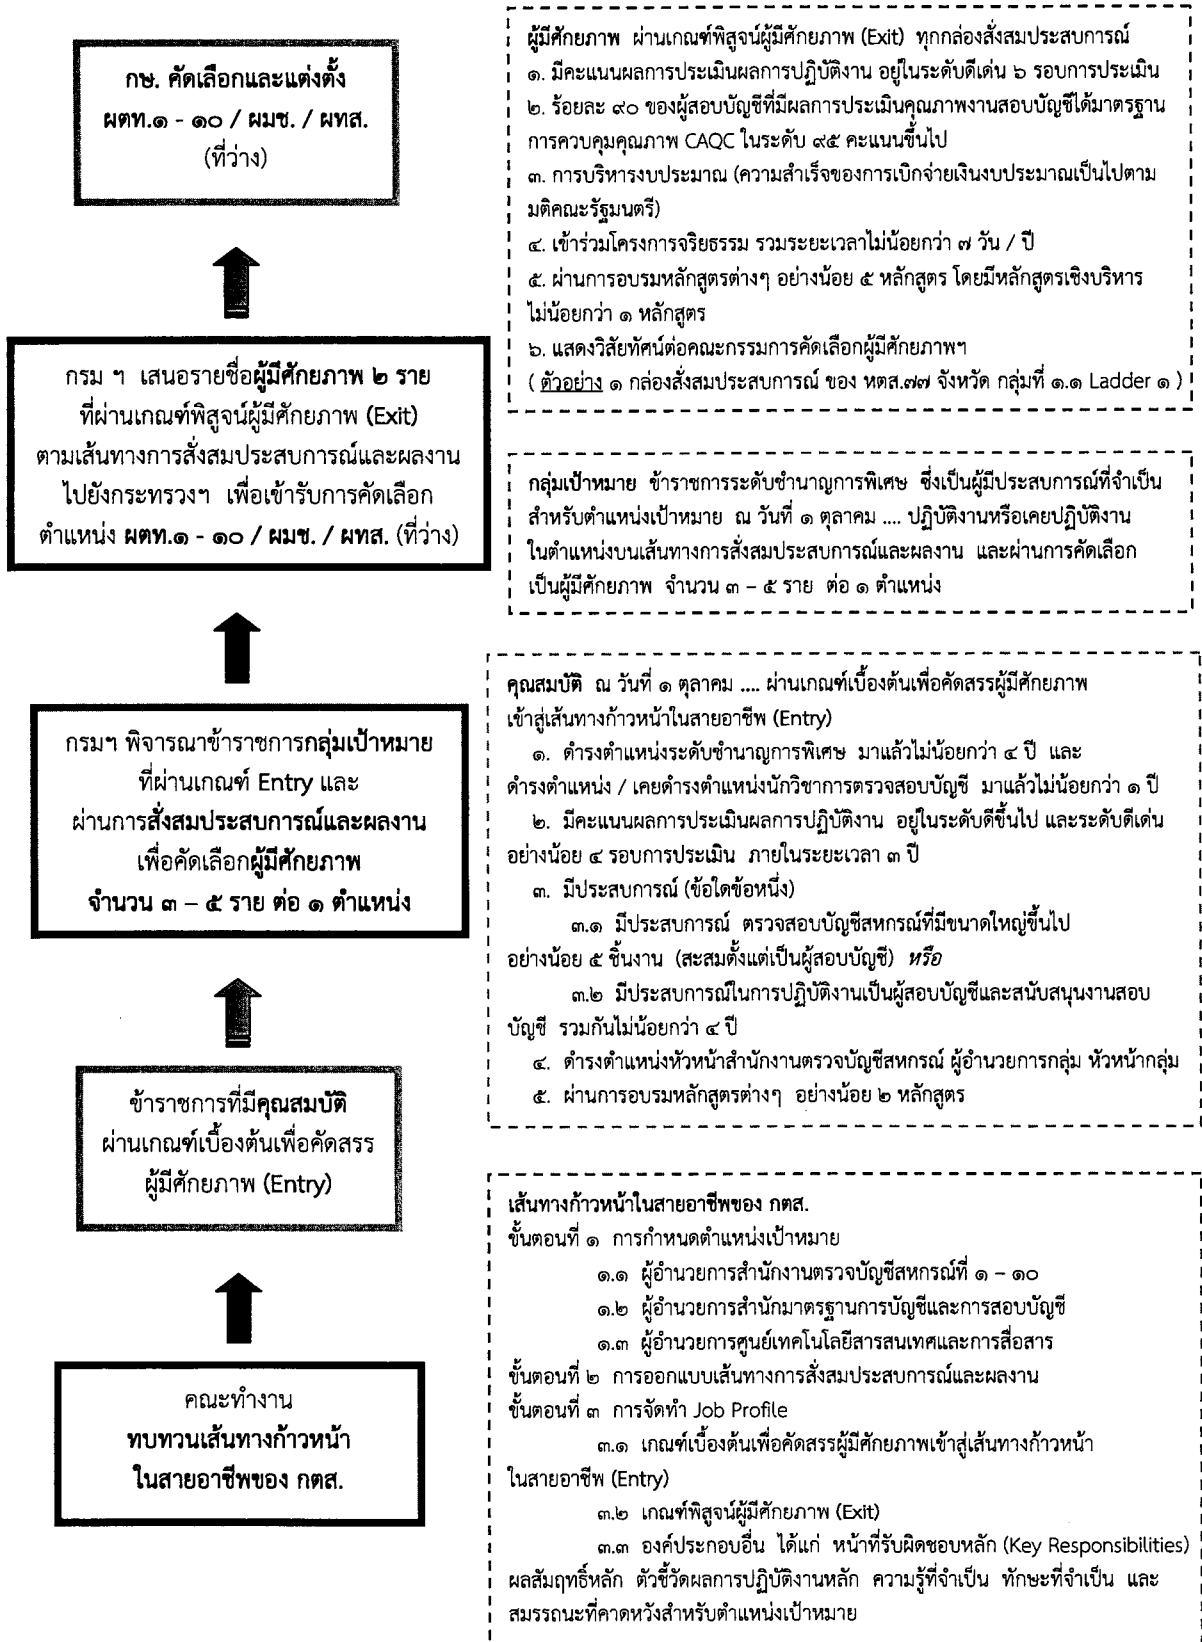 กษ. คัดเลือกและแต่งตั้ง
ผตท.๑ - ๑๐ / ผมช. / ผทส.
(ที่ว่าง)
ผู้มีศักยภาพ ผ่านเกณฑ์พิสูจน์ผู้มีศักยภาพ (Exit) ทุกกล่องสั่งสมประสบการณ์
๑. มีคะแนนผลการประเมินผลการปฏิบัติงาน อยู่ในระดับดีเด่น ๖ รอบการประเมิน
๒. ร้อยละ ๙๐ ของผู้สอบบัญชีที่มีผลการประเมินคุณภาพงานสอบบัญชีได้มาตรฐาน
การควบคุมคุณภาพ CAQC ในระดับ ๙๕ คะแนนขึ้นไป
๓. การบริหารงบประมาณ (ความสำเร็จของการเบิกจ่ายเงินงบประมาณเป็นไปตาม
มติคณะรัฐมนตรี)
๔. เข้าร่วมโครงการจริยธรรม รวมระยะเวลาไม่น้อยกว่า ๗ วัน / ปี
๕. ผ่านการอบรมหลักสูตรต่างๆ อย่างน้อย ๕ หลักสูตร โดยมีหลักสูตรเชิงบริหาร
ไม่น้อยกว่า ๑ หลักสูตร
๖. แสดงวิสัยทัศน์ต่อคณะกรรมการคัดเลือกผู้มีศักยภาพฯ
( ตัวอย่าง ๑ กล่องสั่งสมประสบการณ์ ของ หตส.๗๗ จังหวัด กลุ่มที่ ๑.๑ Ladder ๑ )
กรม ฯ เสนอรายชื่อผู้มีศักยภาพ ๒ ราย
ที่ผ่านเกณฑ์พิสูจน์ผู้มีศักยภาพ (Exit)
ตามเส้นทางการสั่งสมประสบการณ์และผลงาน
ไปยังกระทรวงฯ เพื่อเข้ารับการคัดเลือก
ตำแหน่ง ผตท.๑ - ๑๐ / ผมช. / ผทส. (ที่ว่าง)
กลุ่มเป้าหมาย ข้าราชการระดับชำนาญการพิเศษ ซึ่งเป็นผู้มีประสบการณ์ที่จำเป็น
สำหรับตำแหน่งเป้าหมาย ณ วันที่ ๑ ตุลาคม .... ปฏิบัติงานหรือเคยปฏิบัติงาน
ในตำแหน่งบนเส้นทางการสั่งสมประสบการณ์และผลงาน และผ่านการคัดเลือก
เป็นผู้มีศักยภาพ จำนวน ๓ – ๕ ราย ต่อ ๑ ตำแหน่ง
กรมฯ พิจารณาข้าราชการกลุ่มเป้าหมาย
ที่ผ่านเกณฑ์ Entry และ
ผ่านการสั่งสมประสบการณ์และผลงาน
เพื่อคัดเลือกผู้มีศักยภาพ
จำนวน ๓ – ๕ ราย ต่อ ๑ ตำแหน่ง
คุณสมบัติ ณ วันที่ ๑ ตุลาคม .... ผ่านเกณฑ์เบื้องต้นเพื่อคัดสรรผู้มีศักยภาพ
เข้าสู่เส้นทางก้าวหน้าในสายอาชีพ (Entry)
๑. ดำรงตำแหน่งระดับชำนาญการพิเศษ มาแล้วไม่น้อยกว่า ๔ ปี และ
ดำรงตำแหน่ง / เคยดำรงตำแหน่งนักวิชาการตรวจสอบบัญชี มาแล้วไม่น้อยกว่า ๑ ปี
๒. มีคะแนนผลการประเมินผลการปฏิบัติงาน อยู่ในระดับดีขึ้นไป และระดับดีเด่น
อย่างน้อย ๔ รอบการประเมิน ภายในระยะเวลา ๓ ปี
๓. มีประสบการณ์ (ข้อใดข้อหนึ่ง)
๓.๑ มีประสบการณ์ ตรวจสอบบัญชีสหกรณ์ที่มีขนาดใหญ่ขึ้นไป
อย่างน้อย ๕ ชิ้นงาน (สะสมตั้งแต่เป็นผู้สอบบัญชี) หรือ
๓.๒ มีประสบการณ์ในการปฏิบัติงานเป็นผู้สอบบัญชีและสนับสนุนงานสอบ
บัญชี รวมกันไม่น้อยกว่า ๔ ปี
๔. ดำรงตำแหน่งหัวหน้าสำนักงานตรวจบัญชีสหกรณ์ ผู้อำนวยการกลุ่ม หัวหน้ากลุ่ม
๕. ผ่านการอบรมหลักสูตรต่างๆ อย่างน้อย ๒ หลักสูตร
ข้าราชการที่มีคุณสมบัติ
ผ่านเกณฑ์เบื้องต้นเพื่อคัดสรร
ผู้มีศักยภาพ (Entry)
เส้นทางก้าวหน้าในสายอาชีพของ กตส.
ขั้นตอนที่ ๑ การกำหนดตำแหน่งเป้าหมาย
๑.๑ ผู้อำนวยการสำนักงานตรวจบัญชีสหกรณ์ที่ ๑ – ๑๐
๑.๒ ผู้อำนวยการสำนักมาตรฐานการบัญชีและการสอบบัญชี
๑.๓ ผู้อำนวยการศูนย์เทคโนโลยีสารสนเทศและการสื่อสาร
ขั้นตอนที่ ๒ การออกแบบเส้นทางการสั่งสมประสบการณ์และผลงาน
ขั้นตอนที่ ๓ การจัดทำ Job Profile
๓.๑ เกณฑ์เบื้องต้นเพื่อคัดสรรผู้มีศักยภาพเข้าสู่เส้นทางก้าวหน้า
ในสายอาชีพ (Entry)
๓.๒ เกณฑ์พิสูจน์ผู้มีศักยภาพ (Exit)
๓.๓ องค์ประกอบอื่น ได้แก่ หน้าที่รับผิดชอบหลัก (Key Responsibilities)
ผลสัมฤทธิ์หลัก ตัวชี้วัดผลการปฏิบัติงานหลัก ความรู้ที่จำเป็น ทักษะที่จำเป็น และ
สมรรถนะที่คาดหวังสำหรับตำแหน่งเป้าหมาย
คณะทำงาน
ทบทวนเส้นทางก้าวหน้า
ในสายอาชีพของ กตส.